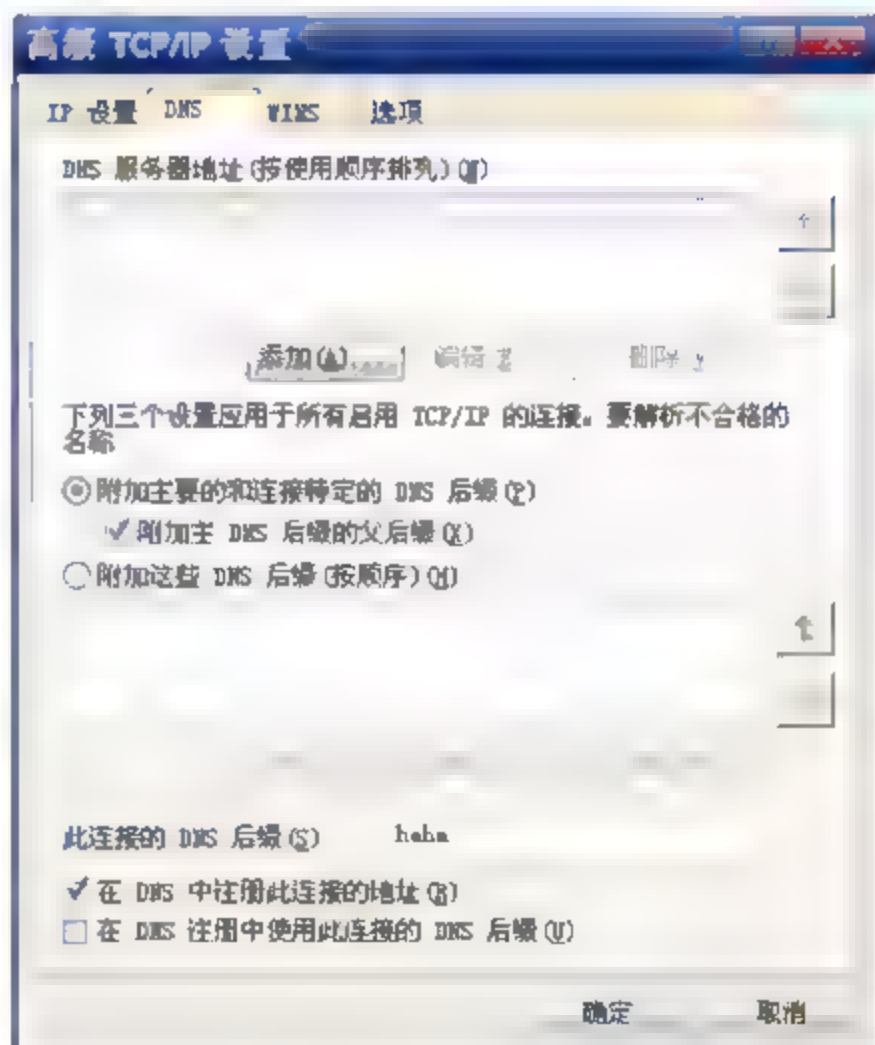 高级 TCP/IP 设置
IP 设置 DNS WINS 选项
DNS 服务器地址(按使用顺序排列)(N)
添加(A)... 编辑 删除
下列三个设置应用于所有启用 TCP/IP 的连接。要解析不合格的
名称
附加主要的和连接特定的 DNS 后缀(P)
附加主 DNS 后缀的父后缀(X)
附加这些 DNS 后缀(按顺序)(H)
此连接的 DNS 后缀(S) haha
在 DNS 中注册此连接的地址(R)
在 DNS 注册中使用此连接的 DNS 后缀(U)
确定 取消